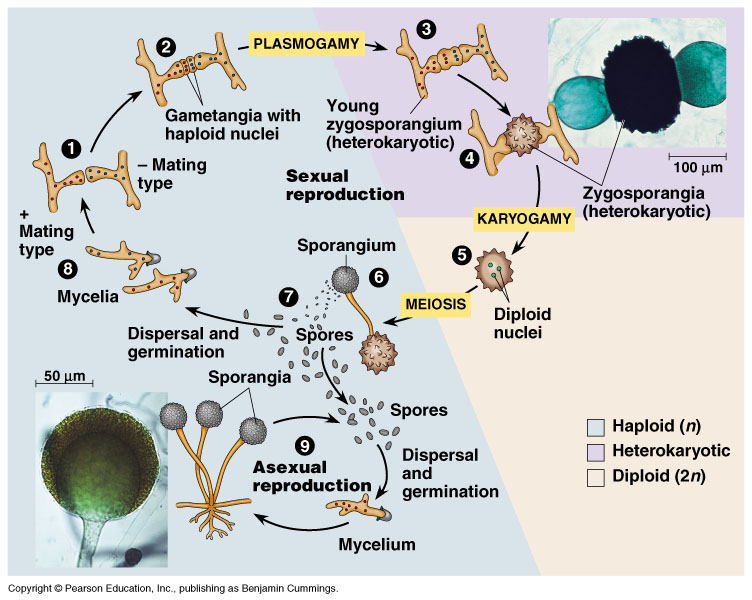 2
PLASMOGAMY
3
Gametangia with
haploid nuclei
Young
zygosporangium
(heterokaryotic)
100 μm
1
– Mating
type
4
Sexual
reproduction
Zygosporangia
(heterokaryotic)
+
Mating
type
KARYOGAMY
8
Mycelia
Sporangium
6
5
7
MEIOSIS
Diploid
nuclei
Dispersal and
germination
Spores
50 μm
Sporangia
Spores
9
Asexual
reproduction
Dispersal
and
germination
Mycelium
Haploid (n)
Heterokaryotic
Diploid (2n)
Copyright © Pearson Education, Inc., publishing as Benjamin Cummings.